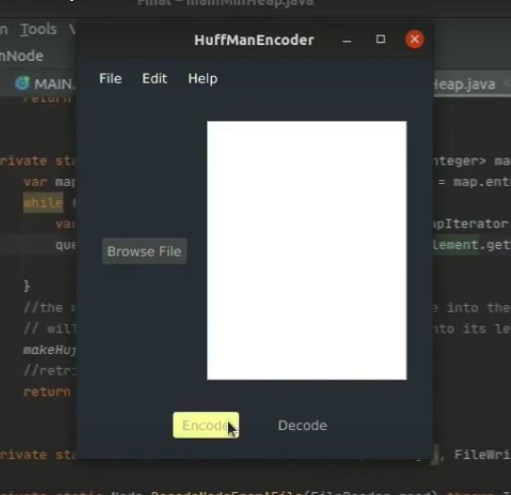 Final – mainMinHeap.java
n Tools V
HuffManEncoder
nNode
File Edit Help
MAIN.
Heap.java
return
rivate sta
nteger> ma
var map
= map.ent
while
var
apIterator
Browse File
que
lement.get
}
//the m
e into the
// will
nto its le
makeHuf
//retri
return
Encode Decode
rivate sta
, FileWri